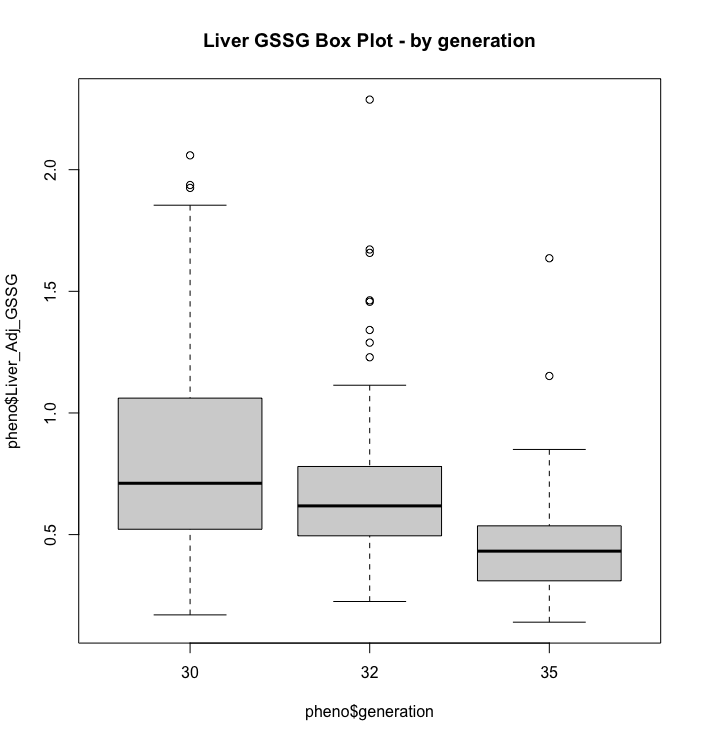 Liver GSSG Box Plot - by generation
pheno$Liver_Adj_GSSG
2.0
1.5
1.0
0.5
30 32 35
pheno$generation